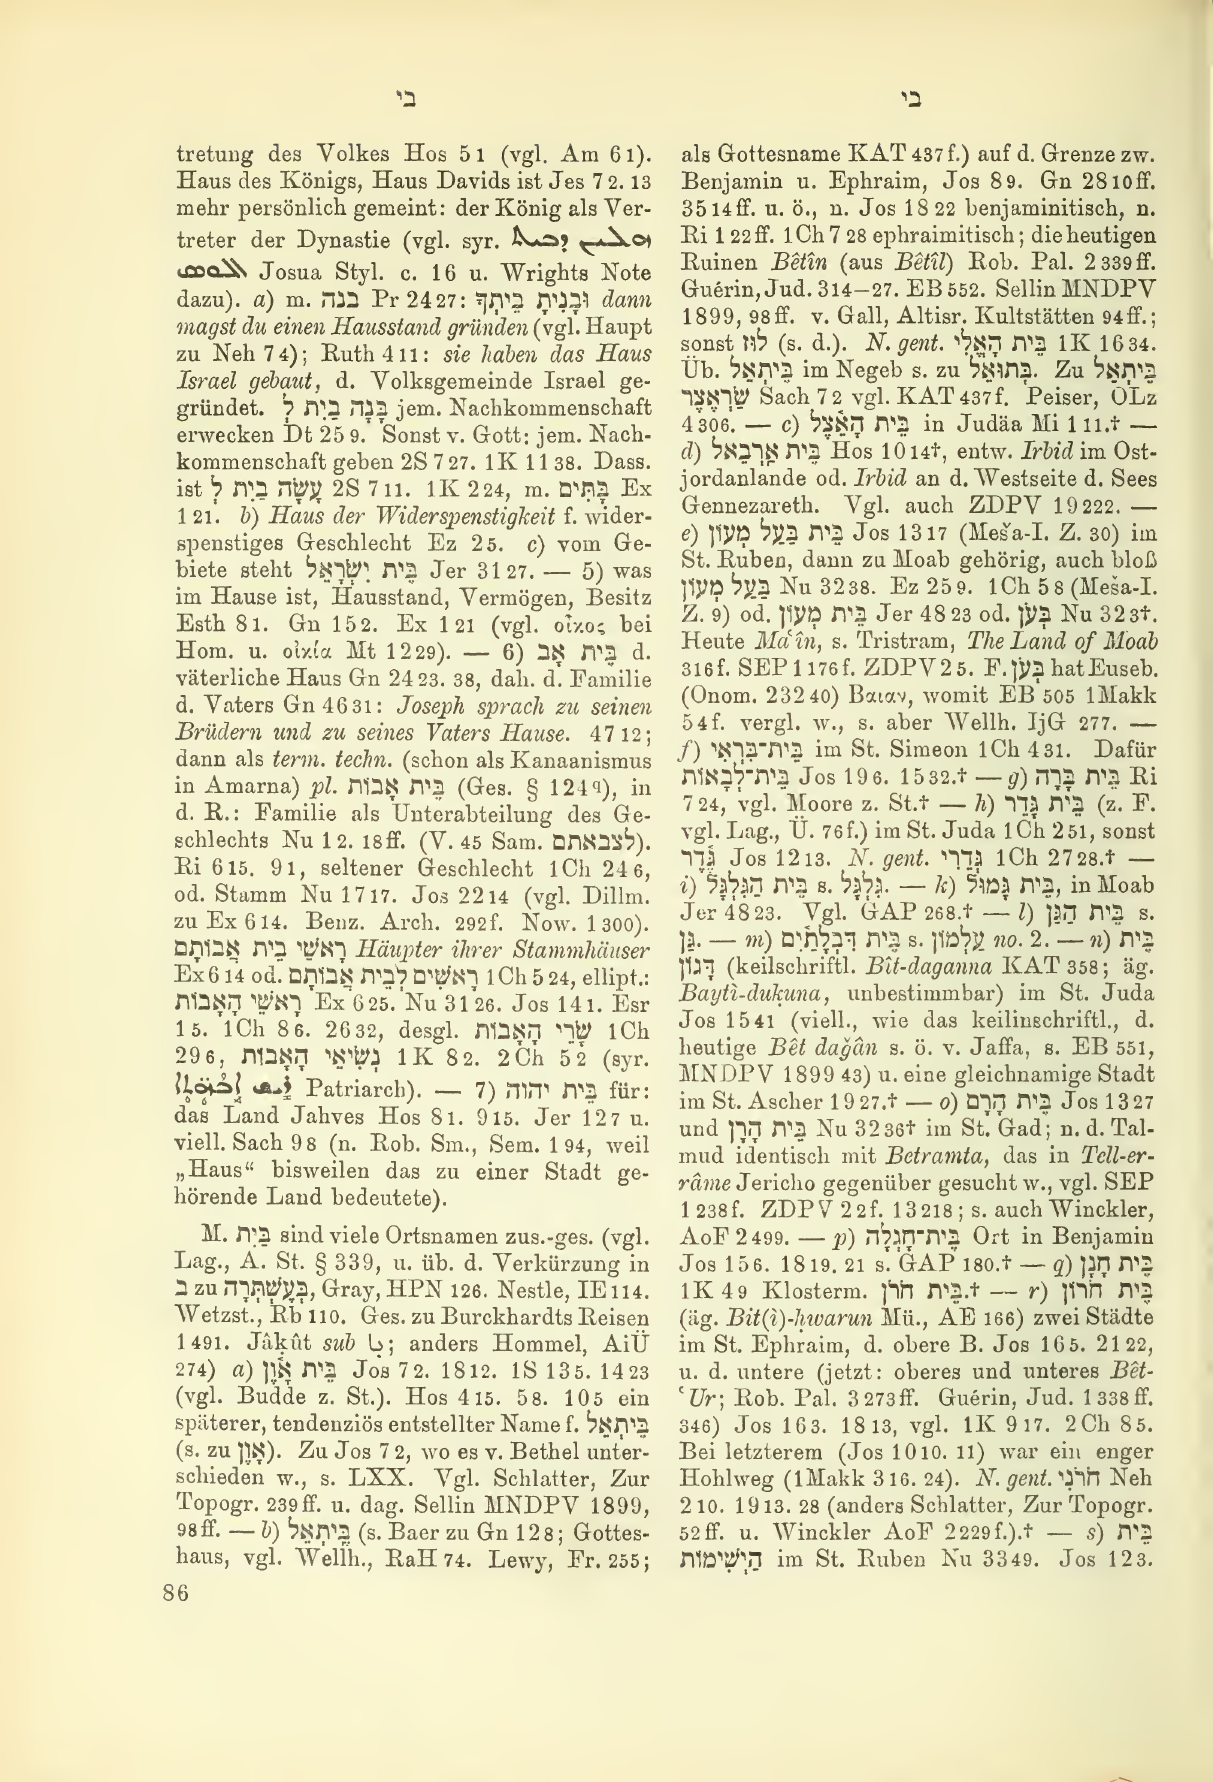 בי
tretung des Volkes Hos 5 1 (vgl. Am 6 1).
Haus des Königs, Haus Davids ist Jes 7 2. 13
mehr persönlich gemeint: der König als Ver-
treter der Dynastie (vgl. syr.
Josua Styl. c. 16 u. Wrights Note
dazu). a) m. בנה Pr 24 27: וּבָנִיתָ בֵיתֶךָ dann
magst du einen Hausstand gründen (vgl. Haupt
zu Neh 7 4); Ruth 4 11: sie haben das Haus
Israel gebaut, d. Volksgemeinde Israel ge-
gründet. בָּנָה בַיִת לְ jem. Nachkommenschaft
erwecken Dt 25 9. Sonst v. Gott: jem. Nach-
kommenschaft geben 2S 7 27. 1K 11 38. Dass.
ist עָשָׂה בַיִת לְ 2S 7 11. 1K 2 24, m. בָּתִּים Ex
1 21. b) Haus der Widerspenstigkeit f. wider-
spenstiges Geschlecht Ez 2 5. c) vom Ge-
biete steht בֵּית יִשְׂרָאֵל Jer 31 27. — 5) was
im Hause ist, Hausstand, Vermögen, Besitz
Esth 8 1. Gn 15 2. Ex 1 21 (vgl. οἶκος bei
Hom. u. οἰκία Mt 12 29). — 6) בֵּית אָב d.
väterliche Haus Gn 24 23. 38, dah. d. Familie
d. Vaters Gn 46 31: Joseph sprach zu seinen
Brüdern und zu seines Vaters Hause. 47 12;
dann als term. techn. (schon als Kanaanismus
in Amarna) pl. בֵּית אָבוֹת (Ges. § 124 q), in
d. R.: Familie als Unterabteilung des Ge-
schlechts Nu 1 2. 18 ff. (V. 45 Sam. לצבאתם).
Ri 6 15. 9 1, seltener Geschlecht 1Ch 24 6,
od. Stamm Nu 17 17. Jos 22 14 (vgl. Dillm.
zu Ex 6 14. Benz. Arch. 292 f. Now. 1 300).
רָאשֵׁי בֵית אֲבוֹתָם Häupter ihrer Stammhäuser
Ex 6 14 od. רָאשִׁים לְבֵית אֲבוֹתָם 1Ch 5 24, ellipt.:
רָאשֵׁי הָאָבוֹת Ex 6 25. Nu 31 26. Jos 14 1. Esr
1 5. 1Ch 8 6. 26 32, desgl. שָׂרֵי הָאָבוֹת 1Ch
29 6, נְשִׂיאֵי הָאָבוֹת 1K 8 2. 2Ch 5 2 (syr.
Patriarch). — 7) בֵּית יהוה für:
das Land Jahves Hos 8 1. 9 15. Jer 12 7 u.
viell. Sach 9 8 (n. Rob. Sm., Sem. 1 94, weil
„Haus“ bisweilen das zu einer Stadt ge-
hörende Land bedeutete).
M. בַּיִת sind viele Ortsnamen zus.-ges. (vgl.
Lag., A. St. § 339, u. üb. d. Verkürzung in
ב zu בְּעֶשְׁתְּרָה, Gray, HPN 126. Nestle, IE 114.
Wetzst., Rb 110. Ges. zu Burckhardts Reisen
1 491. Jâkût sub با; anders Hommel, AiÜ
274) a) בֵּית אָוֶן Jos 7 2. 18 12. 1S 13 5. 14 23
(vgl. Budde z. St.). Hos 4 15. 5 8. 10 5 ein
späterer, tendenziös entstellter Name f. בֵּיתְאֵל
(s. zu אָוֶן). Zu Jos 7 2, wo es v. Bethel unter-
schieden w., s. LXX. Vgl. Schlatter, Zur
Topogr. 239 ff. u. dag. Sellin MNDPV 1899,
98 ff. — b) בֵּיתְאֵל (s. Baer zu Gn 12 8; Gottes-
haus, vgl. Wellh., RaH 74. Lewy, Fr. 255;
86
בי
als Gottesname KAT 437 f.) auf d. Grenze zw.
Benjamin u. Ephraim, Jos 8 9. Gn 28 10 ff.
35 14 ff. u. ö., n. Jos 18 22 benjaminitisch, n.
Ri 1 22 ff. 1Ch 7 28 ephraimitisch; die heutigen
Ruinen Bêtîn (aus Bêtîl) Rob. Pal. 2 339 ff.
Guérin, Jud. 314–27. EB 552. Sellin MNDPV
1899, 98 ff. v. Gall, Altisr. Kultstätten 94 ff.;
sonst לוּז (s. d.). N. gent. בֵּית הָאֱלִי 1K 16 34.
Üb. בֵּיתְאֵל im Negeb s. zu בְּתוּאֵל. Zu בֵּיתְאֵל
שַׂרְאֶצֶר Sach 7 2 vgl. KAT 437 f. Peiser, OLz
4 306. — c) בֵּית הָאֵצֶל in Judäa Mi 1 11.† —
d) בֵּית אַרְבֵאל Hos 10 14†, entw. Irbid im Ost-
jordanlande od. Irbid an d. Westseite d. Sees
Gennezareth. Vgl. auch ZDPV 19 222. —
e) בֵּית בַּעַל מְעוֹן Jos 13 17 (Meša-I. Z. 30) im
St. Ruben, dann zu Moab gehörig, auch bloß
בַּעַל מְעוֹן Nu 32 38. Ez 25 9. 1Ch 5 8 (Meša-I.
Z. 9) od. בֵּית מְעוֹן Jer 48 23 od. בְּעֹן Nu 32 3†.
Heute Maʿîn, s. Tristram, The Land of Moab
316 f. SEP 1 176 f. ZDPV 2 5. F. בְּעֹן hat Euseb.
(Onom. 232 40) Βαιαν, womit EB 505 1Makk
5 4 f. vergl. w., s. aber Wellh. IjG 277. —
f) בֵּית־בִּרְאִי im St. Simeon 1Ch 4 31. Dafür
בֵּית־לְבָאוֹת Jos 19 6. 15 32.† — g) בֵּית בָּרָה Ri
7 24, vgl. Moore z. St.† — h) בֵּית גָּדֵר (z. F.
vgl. Lag., Ü. 76 f.) im St. Juda 1Ch 2 51, sonst
גֶּדֶר Jos 12 13. N. gent. גְּדֵרִי 1Ch 27 28.† —
i) בֵּית הַגִּלְגָּל s. גִּלְגָּל. — k) בֵּית גָּמוּל, in Moab
Jer 48 23. Vgl. GAP 268.† — l) בֵּית הַגַּן s.
גַּן. — m) בֵּית דִּבְלָתַיִם s. עַלְמוֹן no. 2. — n) בֵּית
דָּגוֹן (keilschriftl. Bît-daganna KAT 358; äg.
Baytì-duḳuna, unbestimmbar) im St. Juda
Jos 15 41 (viell., wie das keilinschriftl., d.
heutige Bêt daǧân s. ö. v. Jaffa, s. EB 551,
MNDPV 1899 43) u. eine gleichnamige Stadt
im St. Ascher 19 27.† — o) בֵּית הָרָם Jos 13 27
und בֵּית הָרָן Nu 32 36† im St. Gad; n. d. Tal-
mud identisch mit Betramta, das in Tell-er-
râme Jericho gegenüber gesucht w., vgl. SEP
1 238 f. ZDPV 2 2 f. 13 218; s. auch Winckler,
AoF 2 499. — p) בֵּית־חָגְלָה Ort in Benjamin
Jos 15 6. 18 19. 21 s. GAP 180.† — q) בֵּית חָנָן
1K 4 9 Klosterm. בֵּית חֹרֹן.† — r) בֵּית חֹרוֹן
(äg. Bit(ì)-ḥwarun Mü., AE 166) zwei Städte
im St. Ephraim, d. obere B. Jos 16 5. 21 22,
u. d. untere (jetzt: oberes und unteres Bêt-
ʿUr; Rob. Pal. 3 273 ff. Guérin, Jud. 1 338 ff.
346) Jos 16 3. 18 13, vgl. 1K 9 17. 2Ch 8 5.
Bei letzterem (Jos 10 10. 11) war ein enger
Hohlweg (1Makk 3 16. 24). N. gent. חֹרֹנִי Neh
2 10. 19 13. 28 (anders Schlatter, Zur Topogr.
52 ff. u. Winckler AoF 2 229 f.).† — s) בֵּית
הַיְשִׁימוֹת im St. Ruben Nu 33 49. Jos 12 3.